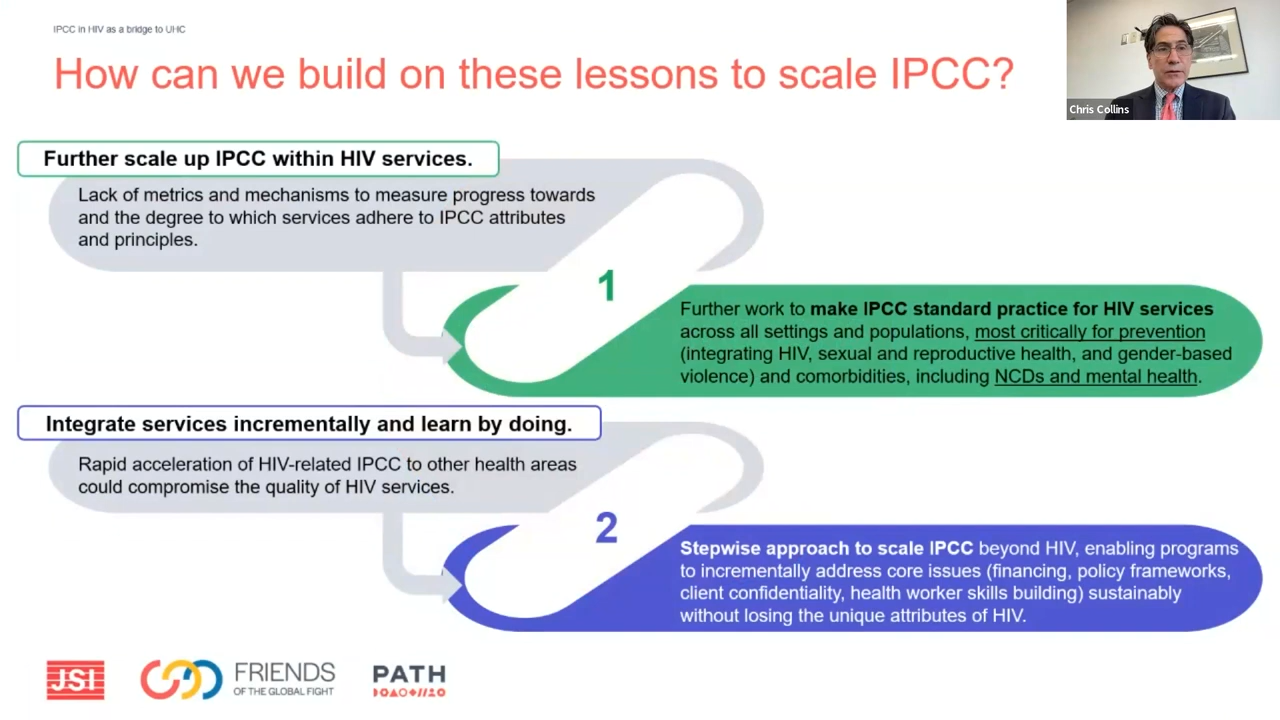 IPCC in HIV as a bridge to UHC
How can we build on these lessons to scale IPCC?
Chris Collins
Further scale up IPCC within HIV services.
Lack of metrics and mechanisms to measure progress towards
and the degree to which services adhere to IPCC attributes
and principles.
1
Further work to make IPCC standard practice for HIV services
across all settings and populations, most critically for prevention
(integrating HIV, sexual and reproductive health, and gender-based
violence) and comorbidities, including NCDs and mental health.
Integrate services incrementally and learn by doing.
Rapid acceleration of HIV-related IPCC to other health areas
could compromise the quality of HIV services.
2
Stepwise approach to scale IPCC beyond HIV, enabling programs
to incrementally address core issues (financing, policy frameworks,
client confidentiality, health worker skills building) sustainably
without losing the unique attributes of HIV.
JSI
FRIENDS
OF THE GLOBAL FIGHT
PATH